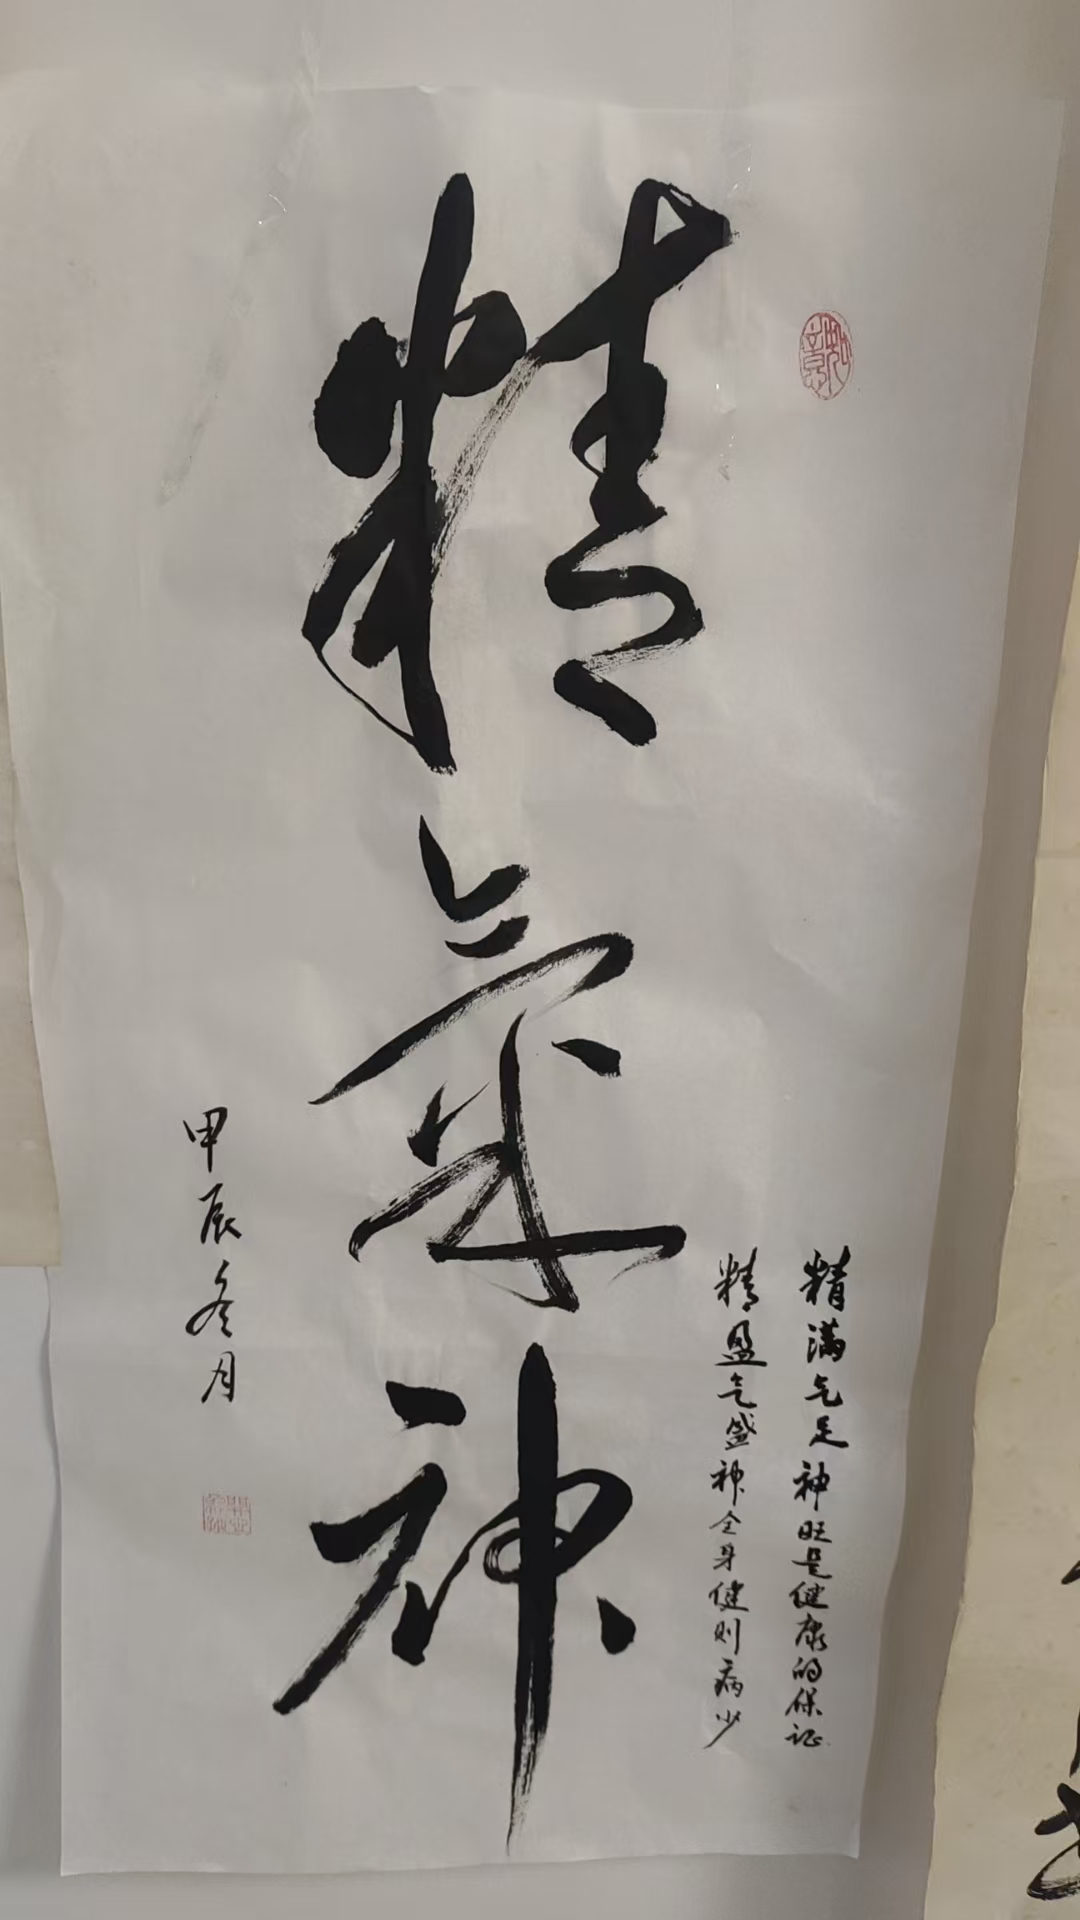 精氣神
精满气足神旺是健康的保证
精盈气盛神全身健则病少
甲辰冬月